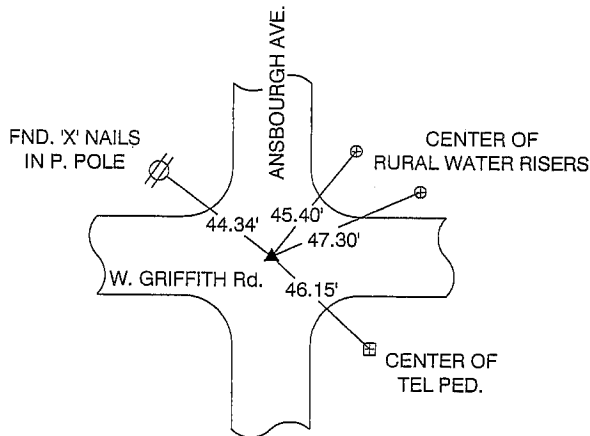 ANSBOURGH AVE.
FND. 'X' NAILS
IN P. POLE
CENTER OF
RURAL WATER RISERS
44.34'
45.40'
47.30'
W. GRIFFITH Rd.
46.15'
CENTER OF
TEL PED.